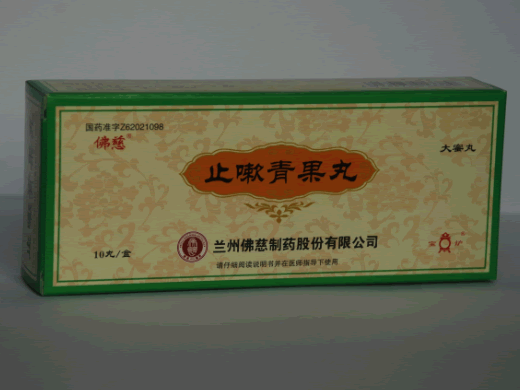 国药准字Z62021098
佛慈®
大蜜丸
止嗽青果丸
兰州佛慈制药股份有限公司
10丸/盒
请仔细阅读说明书并在医师指导下使用